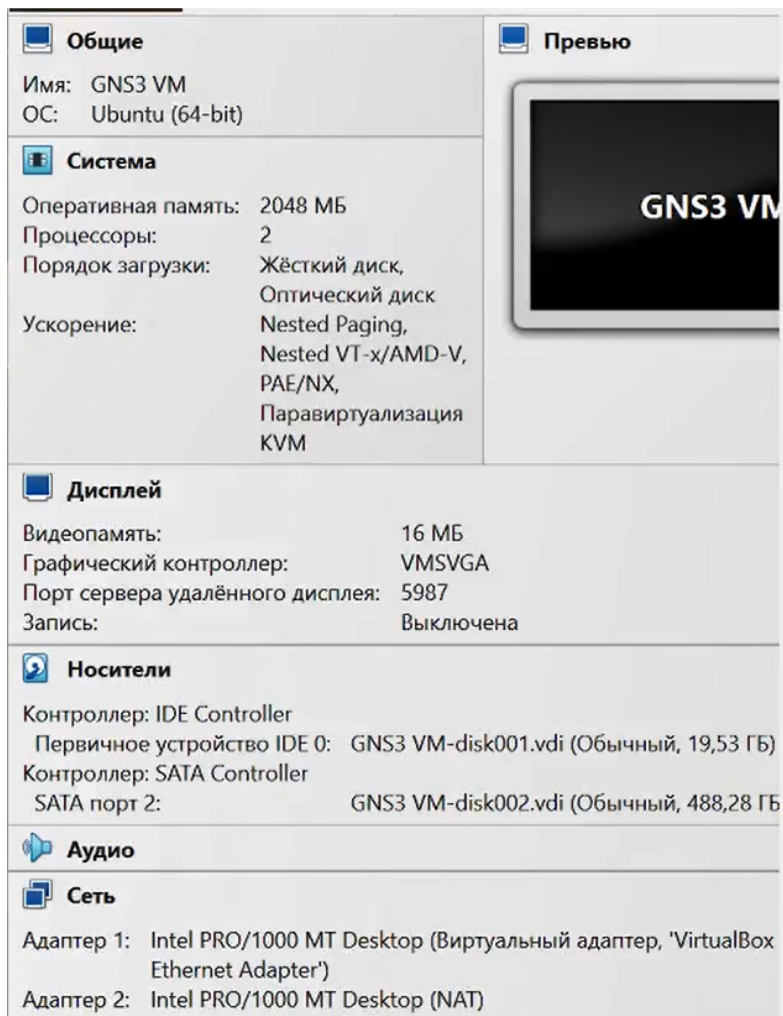 Общие
Имя: GNS3 VM
ОС: Ubuntu (64-bit)
Превью
GNS3 VM
Система
Оперативная память: 2048 МБ
Процессоры: 2
Порядок загрузки: Жёсткий диск,
Оптический диск
Ускорение: Nested Paging,
Nested VT-x/AMD-V,
PAE/NX,
Паравиртуализация
KVM
Дисплей
Видеопамять: 16 МБ
Графический контроллер: VMSVGA
Порт сервера удалённого дисплея: 5987
Запись: Выключена
Носители
Контроллер: IDE Controller
Первичное устройство IDE 0: GNS3 VM-disk001.vdi (Обычный, 19,53 ГБ)
Контроллер: SATA Controller
SATA порт 2: GNS3 VM-disk002.vdi (Обычный, 488,28 ГБ
Аудио
Сеть
Адаптер 1: Intel PRO/1000 MT Desktop (Виртуальный адаптер, 'VirtualBox
Ethernet Adapter')
Адаптер 2: Intel PRO/1000 MT Desktop (NAT)